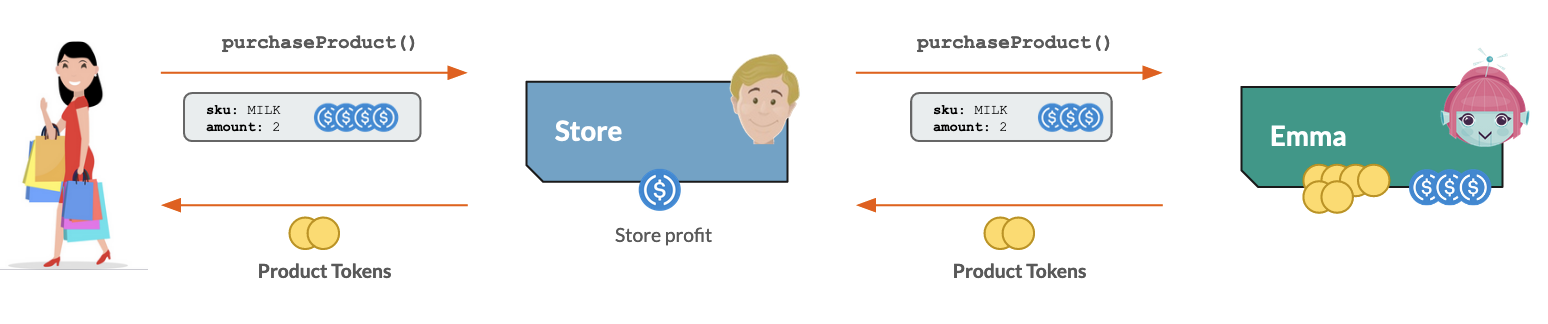 purchaseProduct()
sku: MILK
amount: 2
Product Tokens
Store
Store profit
purchaseProduct()
sku: MILK
amount: 2
Product Tokens
Emma